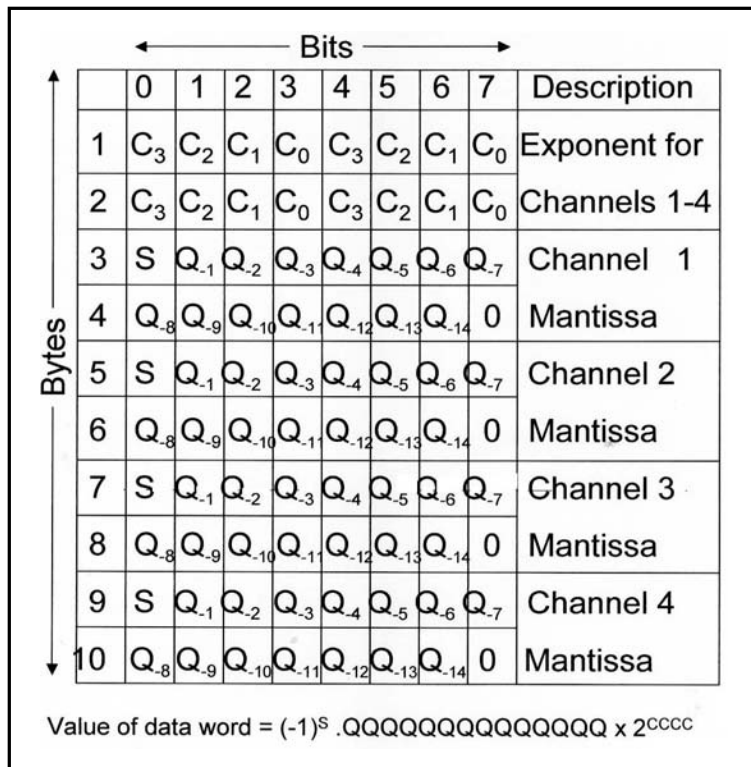 Bits
0 1 2 3 4 5 6 7 Description
1 C₃ C₂ C₁ C₀ C₃ C₂ C₁ C₀ Exponent for
2 C₃ C₂ C₁ C₀ C₃ C₂ C₁ C₀ Channels 1-4
3 S Q₋₁ Q₋₂ Q₋₃ Q₋₄ Q₋₅ Q₋₆ Q₋₇ Channel 1
4 Q₋₈ Q₋₉ Q₋₁₀ Q₋₁₁ Q₋₁₂ Q₋₁₃ Q₋₁₄ 0 Mantissa
5 S Q₋₁ Q₋₂ Q₋₃ Q₋₄ Q₋₅ Q₋₆ Q₋₇ Channel 2
6 Q₋₈ Q₋₉ Q₋₁₀ Q₋₁₁ Q₋₁₂ Q₋₁₃ Q₋₁₄ 0 Mantissa
7 S Q₋₁ Q₋₂ Q₋₃ Q₋₄ Q₋₅ Q₋₆ Q₋₇ Channel 3
8 Q₋₈ Q₋₉ Q₋₁₀ Q₋₁₁ Q₋₁₂ Q₋₁₃ Q₋₁₄ 0 Mantissa
9 S Q₋₁ Q₋₂ Q₋₃ Q₋₄ Q₋₅ Q₋₆ Q₋₇ Channel 4
10 Q₋₈ Q₋₉ Q₋₁₀ Q₋₁₁ Q₋₁₂ Q₋₁₃ Q₋₁₄ 0 Mantissa
Bytes
Value of data word = (-1)ˢ .QQQQQQQQQQQQQQ x 2ᶜᶜᶜᶜ